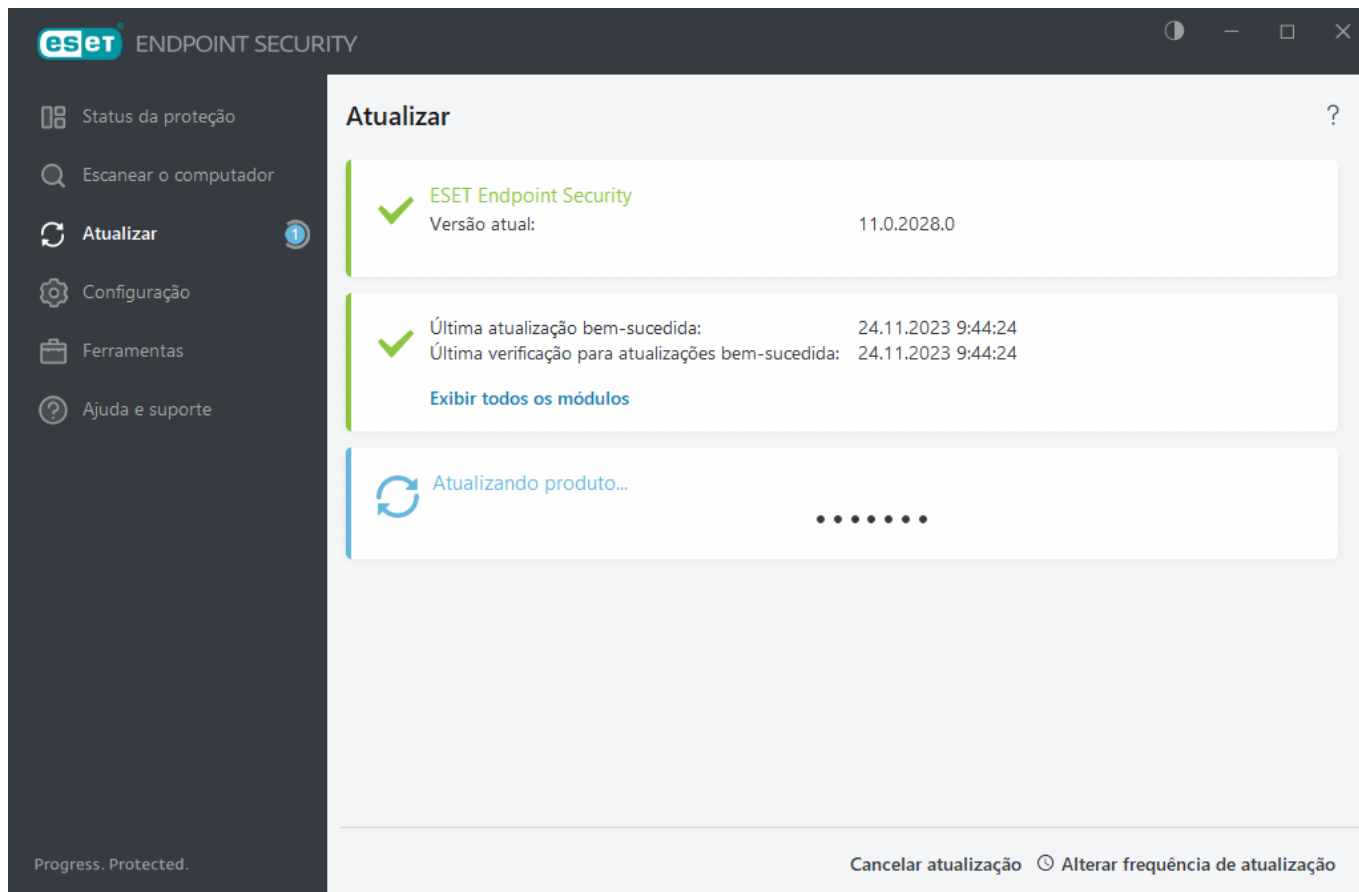 eset ENDPOINT SECURITY
Status da proteção
Escanear o computador
Atualizar
1
Configuração
Ferramentas
Ajuda e suporte
Progress. Protected.
Atualizar
?
ESET Endpoint Security
Versão atual: 11.0.2028.0
Última atualização bem-sucedida: 24.11.2023 9:44:24
Última verificação para atualizações bem-sucedida: 24.11.2023 9:44:24
Exibir todos os módulos
Atualizando produto...
Cancelar atualização Alterar frequência de atualização